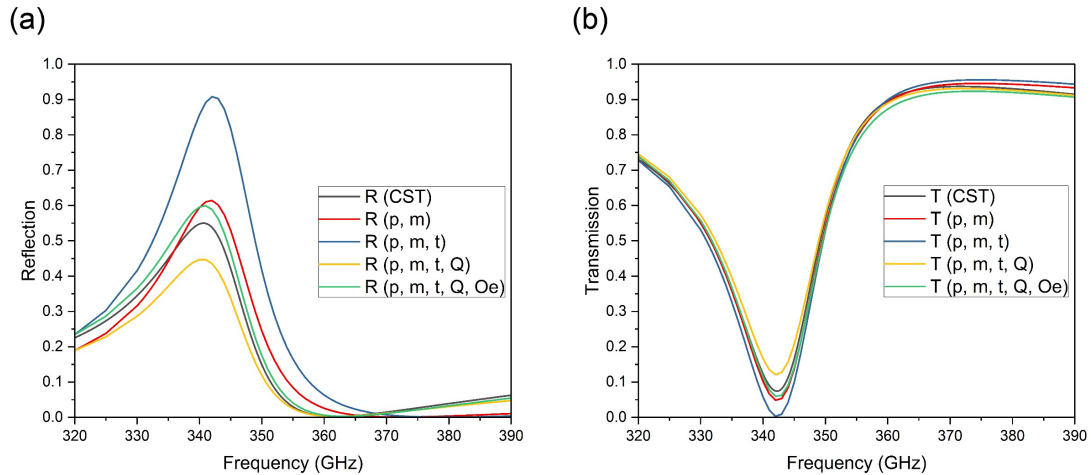 (a)
1.0
0.9
0.8
0.7
0.6
0.5
0.4
0.3
0.2
0.1
0.0
Reflection
R (CST)
R (p, m)
R (p, m, t)
R (p, m, t, Q)
R (p, m, t, Q, Oe)
320 330 340 350 360 370 380 390
Frequency (GHz)
(b)
1.0
0.9
0.8
0.7
0.6
0.5
0.4
0.3
0.2
0.1
0.0
Transmission
T (CST)
T (p, m)
T (p, m, t)
T (p, m, t, Q)
T (p, m, t, Q, Oe)
320 330 340 350 360 370 380 390
Frequency (GHz)